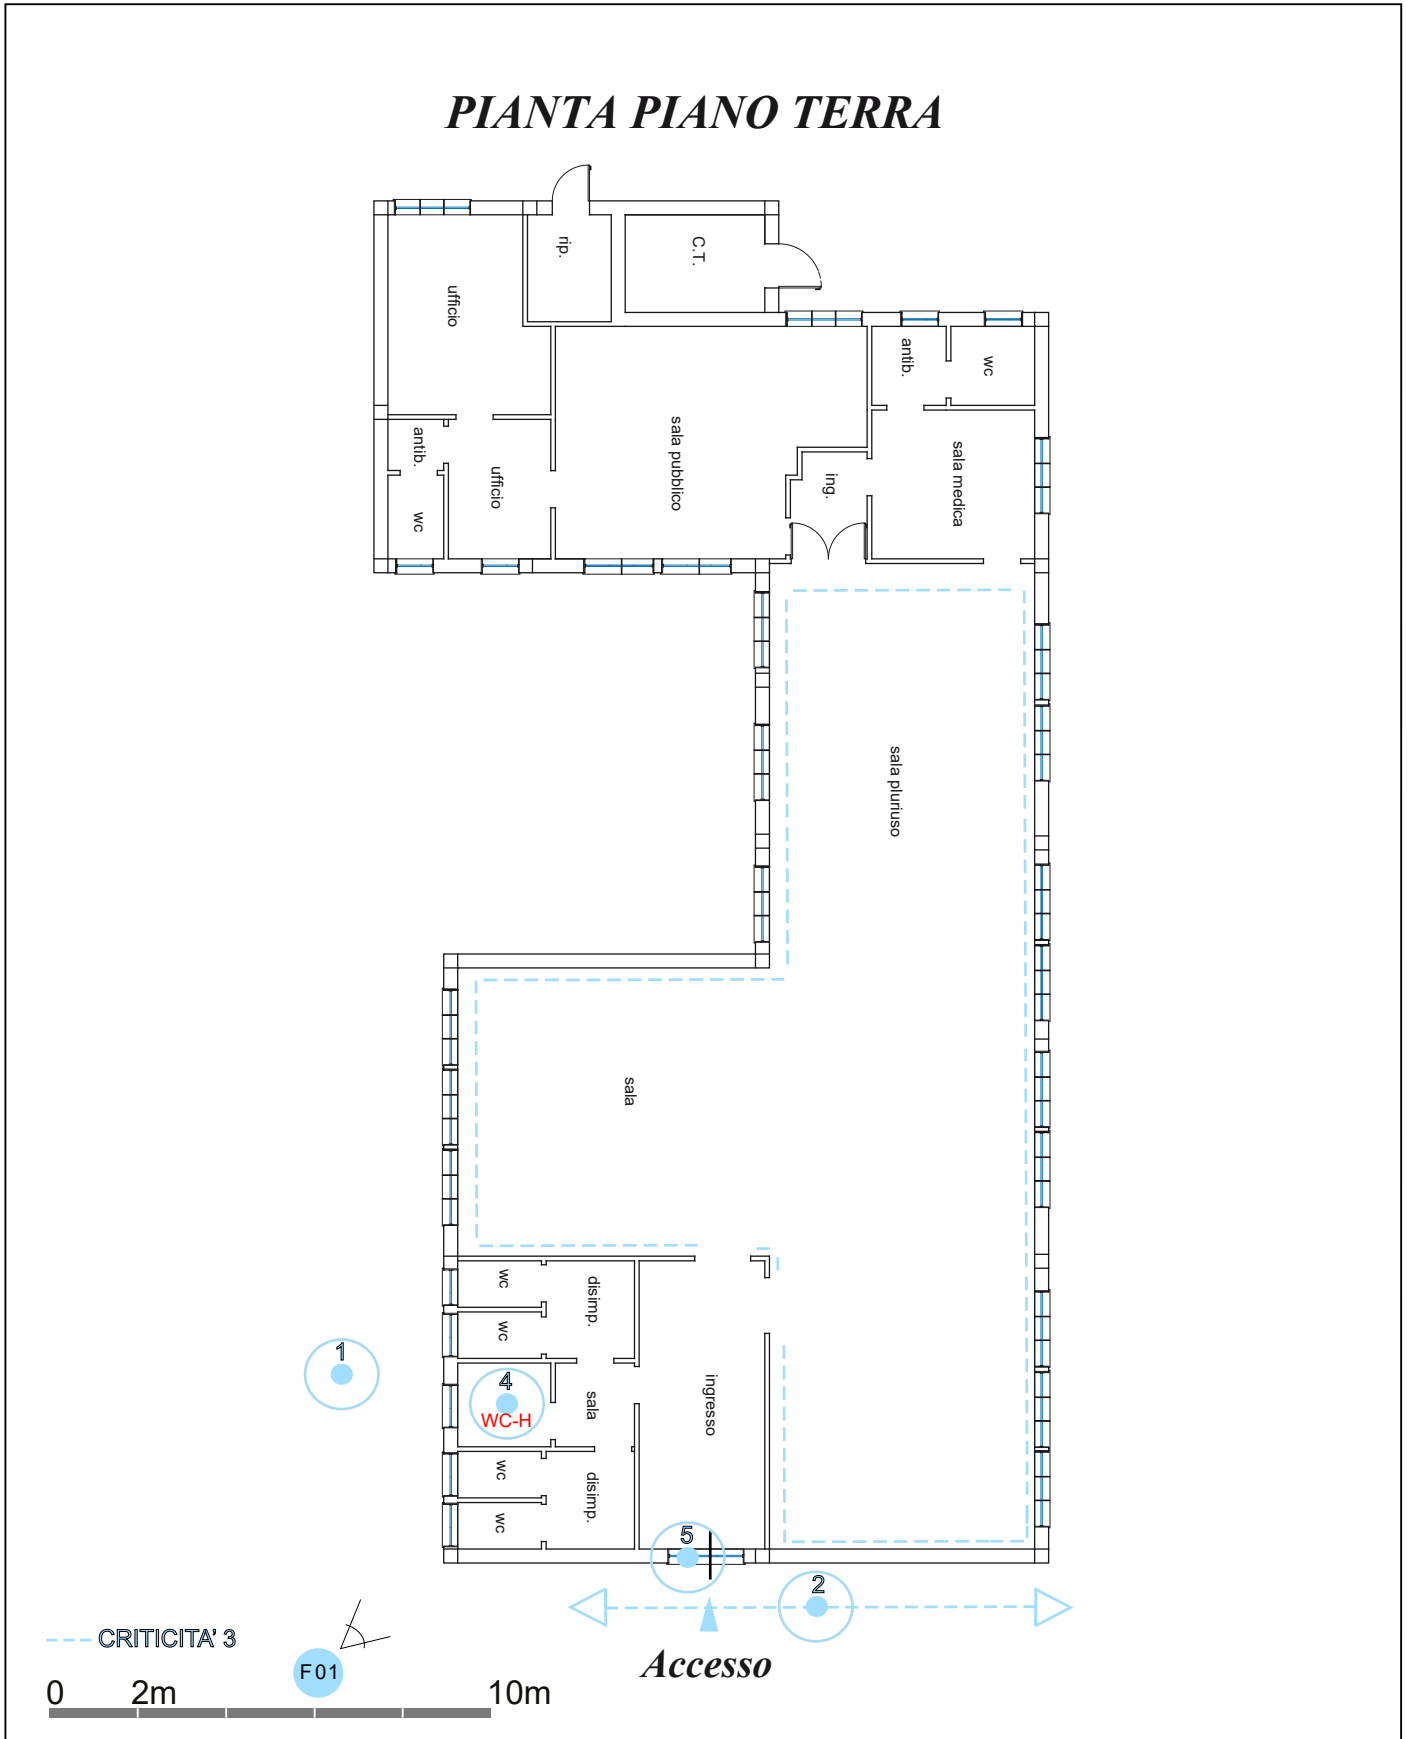 PIANTA PIANO TERRA
rip.
C.T.
ufficio
antib.
wc
antib.
ufficio
sala pubblico
ing.
sala medica
wc
sala pluriuso
sala
wc
disimp.
wc
1
4
WC-H
sala
ingresso
wc
disimp.
wc
5
2
CRITICITA' 3
Accesso
F01
0 2m 10m